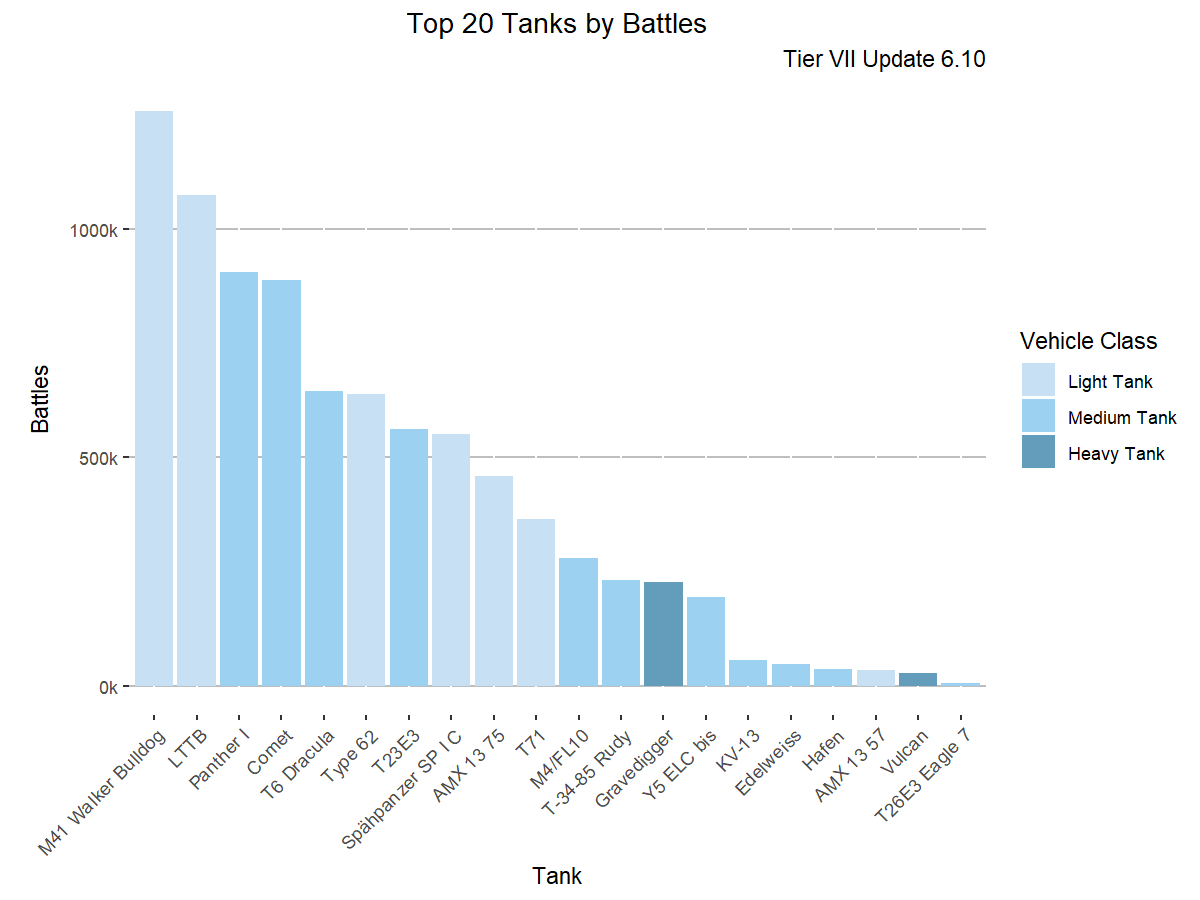 Top 20 Tanks by Battles
Tier VII Update 6.10
1000k
500k
0k
Battles
M41 Walker Bulldog
LTTB
Panther I
Comet
T6 Dracula
Type 62
T23E3
Spähpanzer SP I C
AMX 13 75
T71
M4/FL10
T-34-85 Rudy
Gravedigger
Y5 ELC bis
KV-13
Edelweiss
Hafen
AMX 13 57
Vulcan
T26E3 Eagle 7
Tank
Vehicle Class
Light Tank
Medium Tank
Heavy Tank